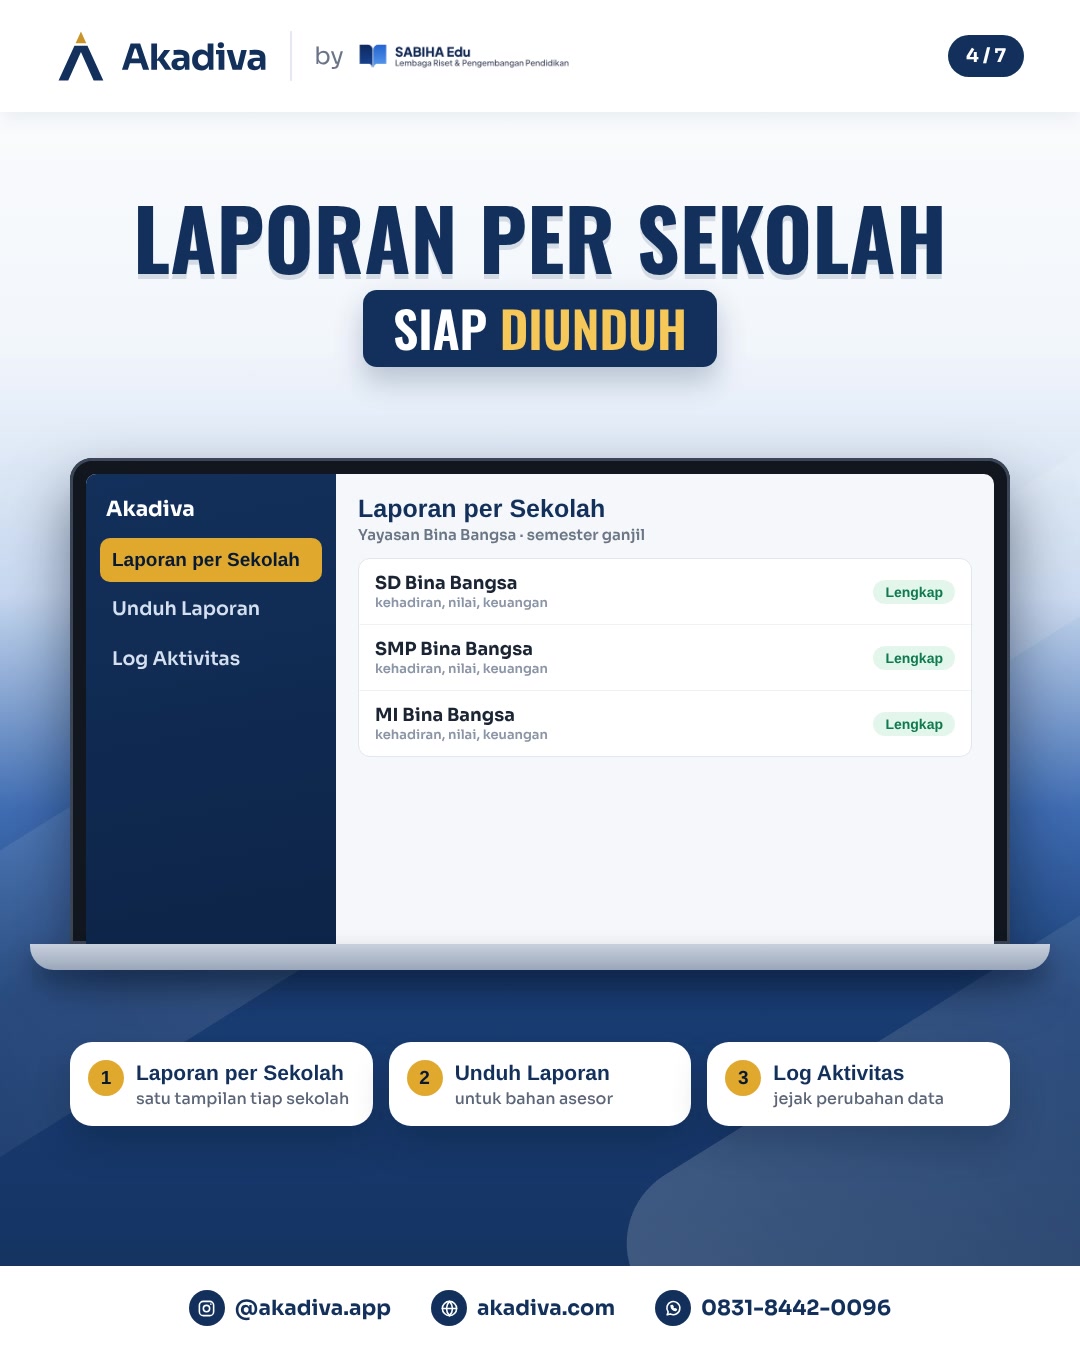 Akadiva
by
SABIHA Edu
Lembaga Riset & Pengembangan Pendidikan
4 / 7
LAPORAN PER SEKOLAH
SIAP DIUNDUH
Akadiva
Laporan per Sekolah
Unduh Laporan
Log Aktivitas
Laporan per Sekolah
Yayasan Bina Bangsa · semester ganjil
SD Bina Bangsa
kehadiran, nilai, keuangan
Lengkap
SMP Bina Bangsa
kehadiran, nilai, keuangan
Lengkap
MI Bina Bangsa
kehadiran, nilai, keuangan
Lengkap
1
Laporan per Sekolah
satu tampilan tiap sekolah
2
Unduh Laporan
untuk bahan asesor
3
Log Aktivitas
jejak perubahan data
@akadiva.app
akadiva.com
0831-8442-0096